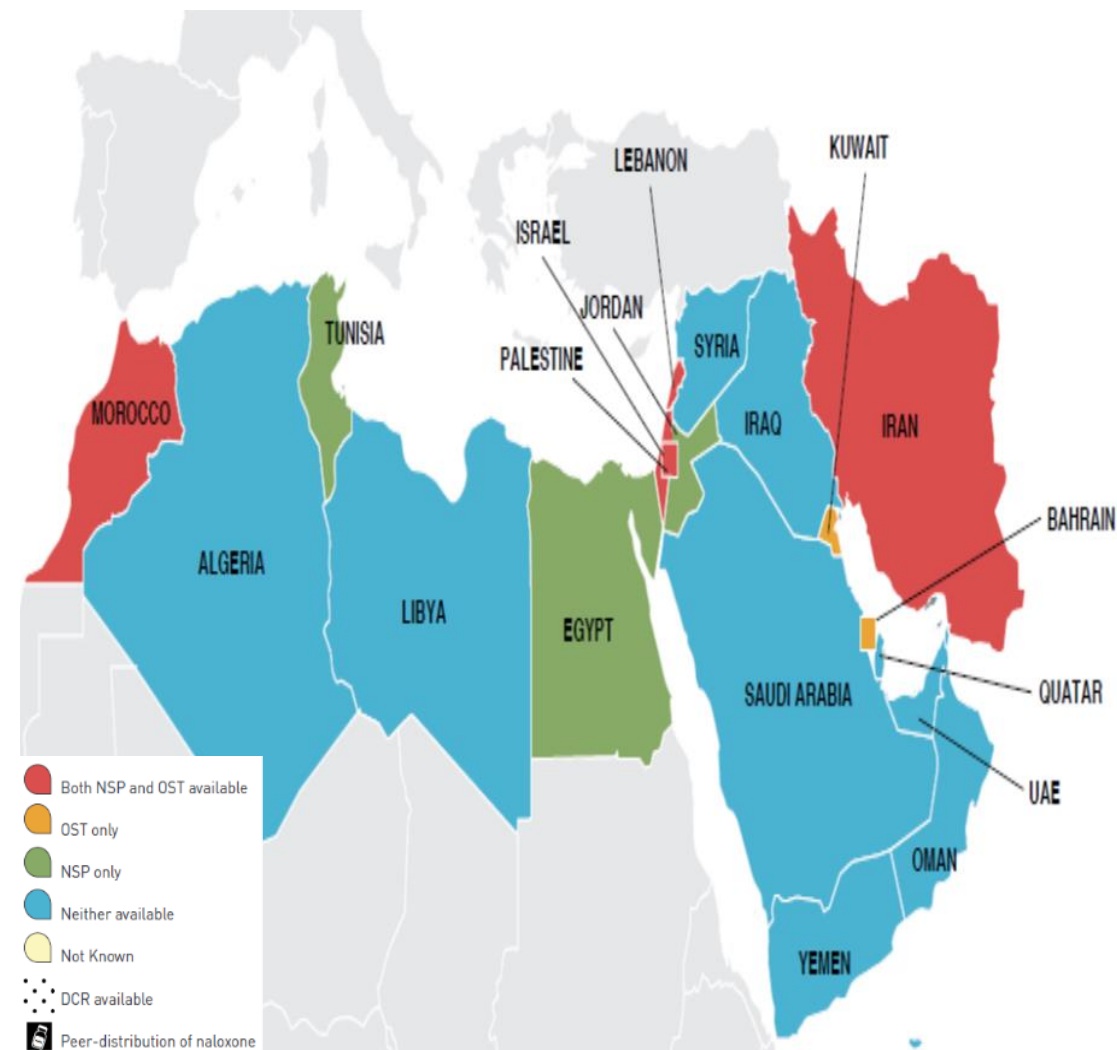 KUWAIT
LEBANON
ISRAEL
JORDAN
TUNISIA
SYRIA
PALESTINE
MOROCCO
IRAQ
IRAN
BAHRAIN
ALGERIA
LIBYA
EGYPT
SAUDI ARABIA
QUATAR
UAE
OMAN
YEMEN
Both NSP and OST available
OST only
NSP only
Neither available
Not Known
DCR available
Peer-distribution of naloxone